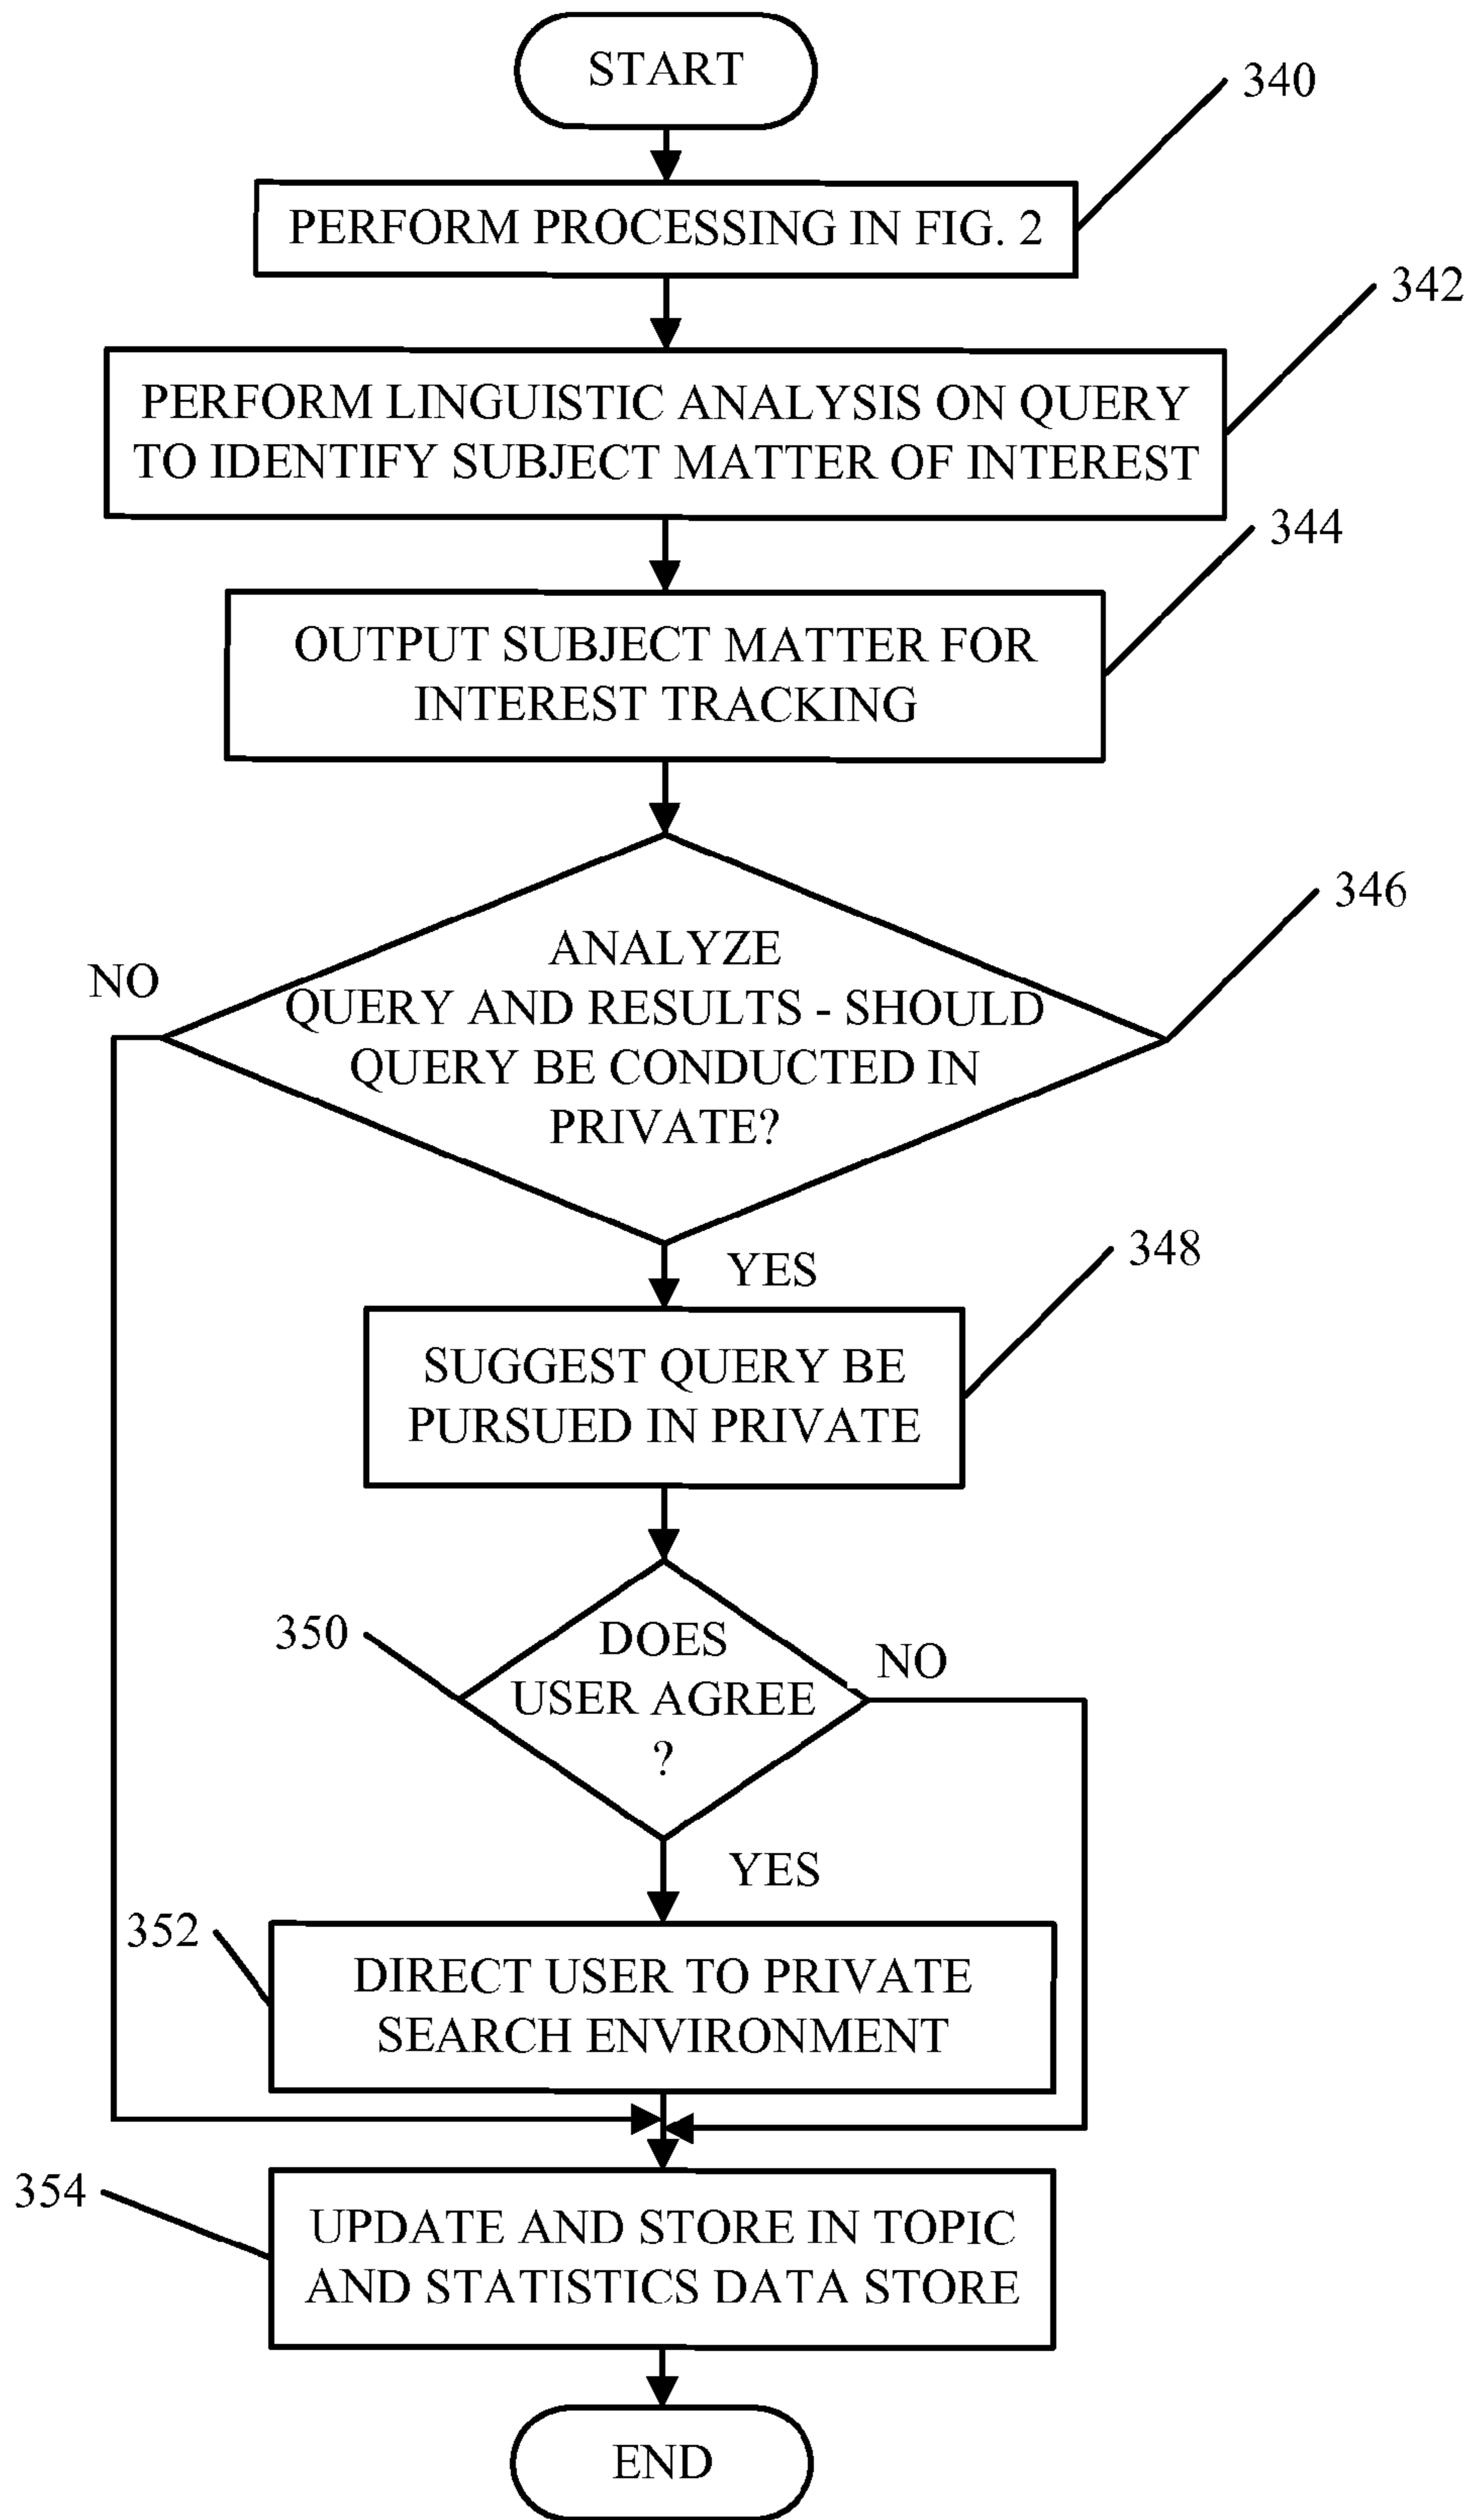 START
340
PERFORM PROCESSING IN FIG. 2
342
PERFORM LINGUISTIC ANALYSIS ON QUERY
TO IDENTIFY SUBJECT MATTER OF INTEREST
344
OUTPUT SUBJECT MATTER FOR
INTEREST TRACKING
346
NO
ANALYZE
QUERY AND RESULTS - SHOULD
QUERY BE CONDUCTED IN
PRIVATE?
YES
348
SUGGEST QUERY BE
PURSUED IN PRIVATE
350
DOES
USER AGREE
?
NO
YES
352
DIRECT USER TO PRIVATE
SEARCH ENVIRONMENT
354
UPDATE AND STORE IN TOPIC
AND STATISTICS DATA STORE
END